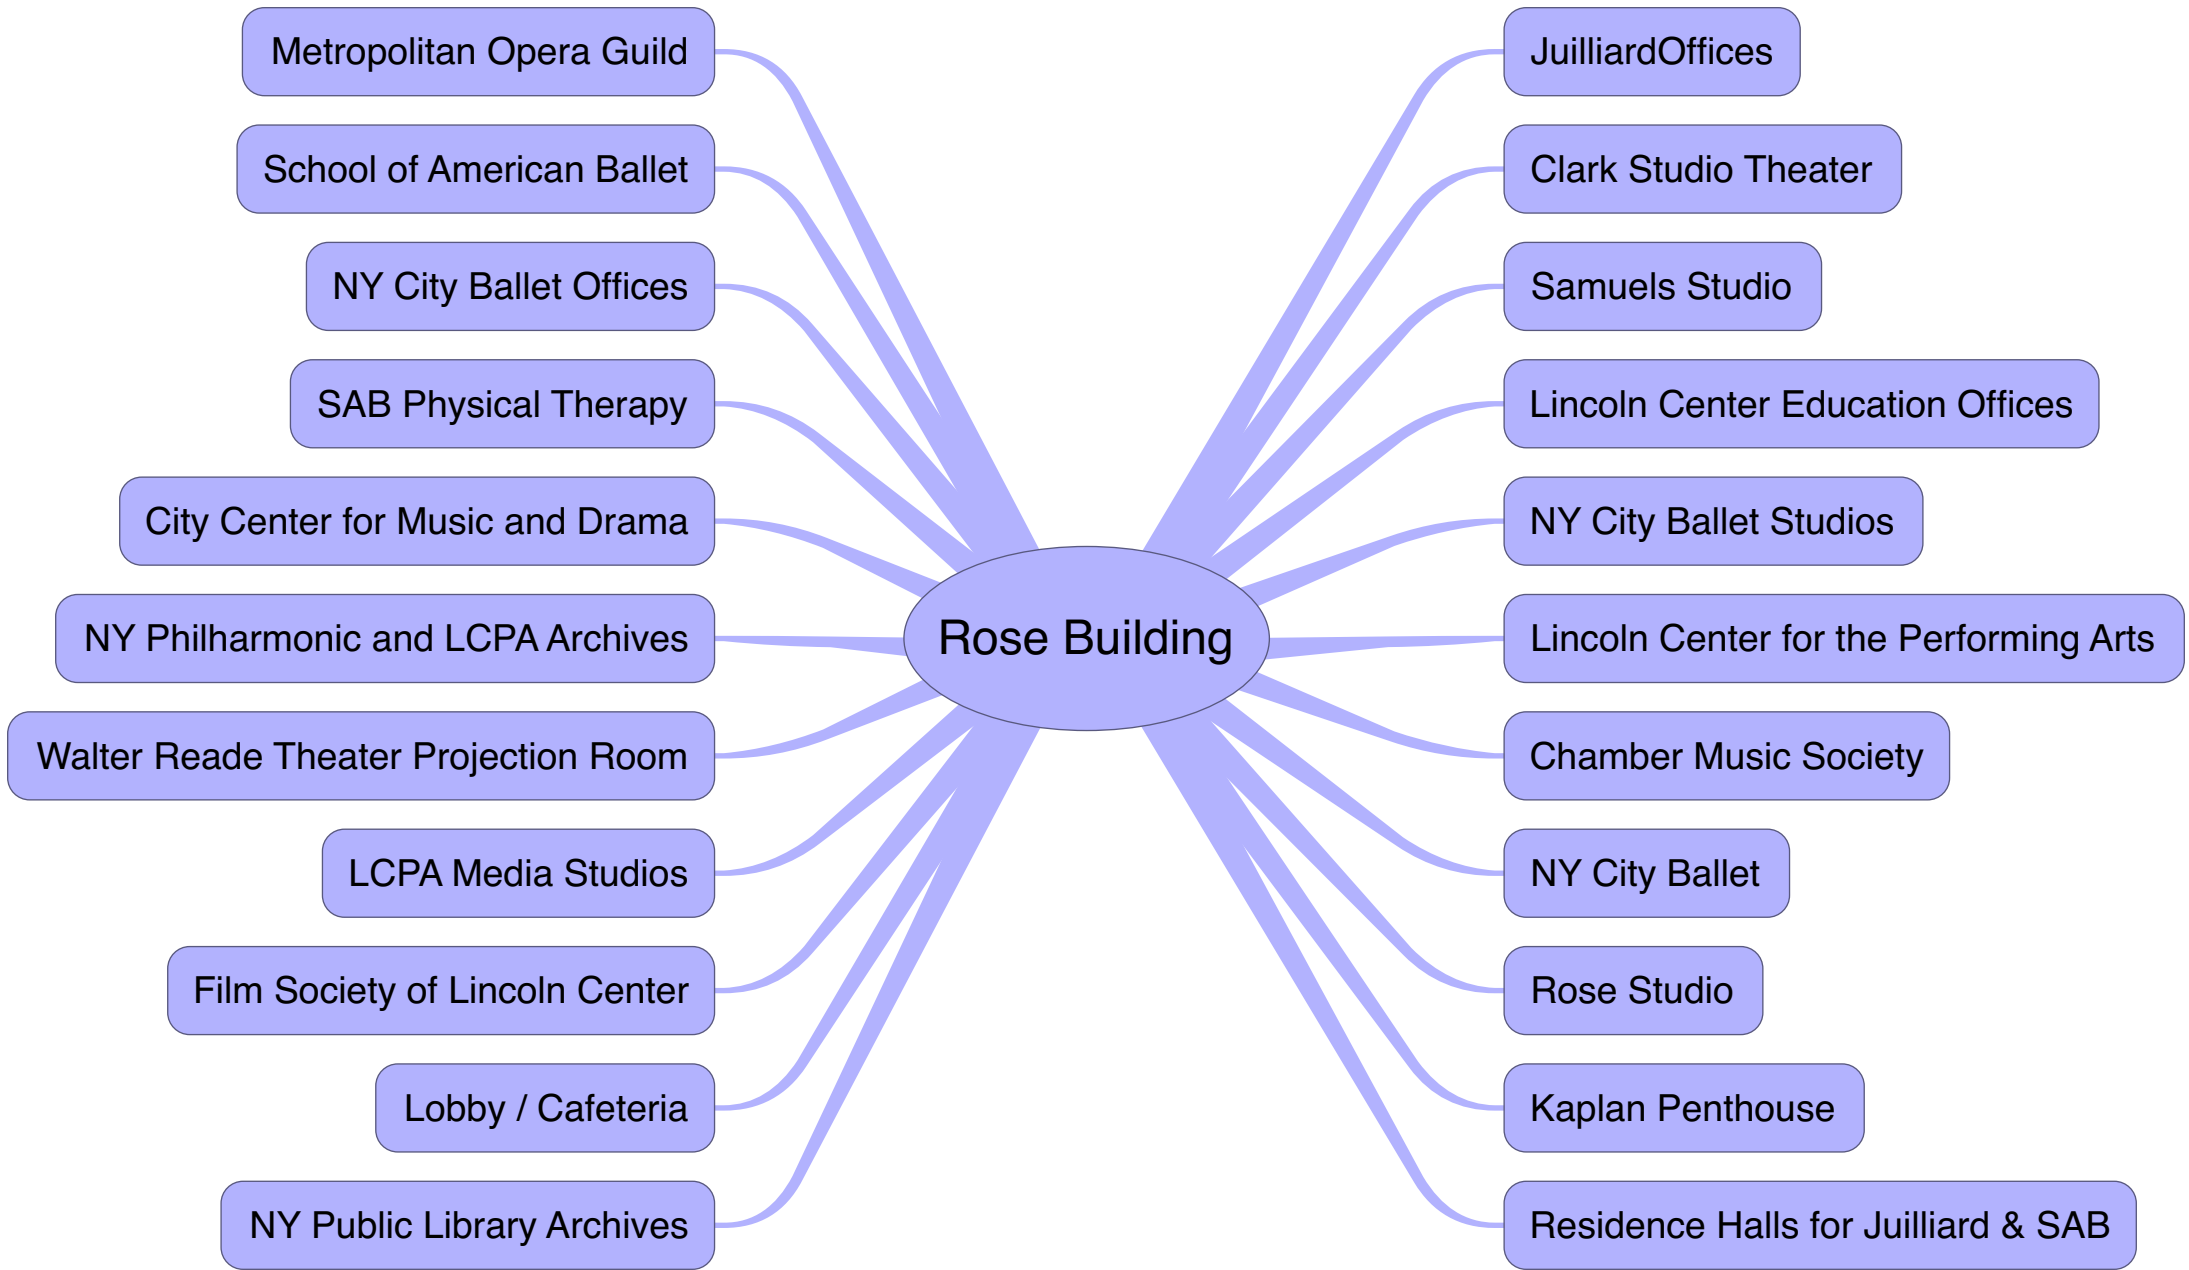 Metropolitan Opera Guild
School of American Ballet
NY City Ballet Offices
SAB Physical Therapy
City Center for Music and Drama
NY Philharmonic and LCPA Archives
Walter Reade Theater Projection Room
LCPA Media Studios
Film Society of Lincoln Center
Lobby / Cafeteria
NY Public Library Archives
Rose Building
JuilliardOffices
Clark Studio Theater
Samuels Studio
Lincoln Center Education Offices
NY City Ballet Studios
Lincoln Center for the Performing Arts
Chamber Music Society
NY City Ballet
Rose Studio
Kaplan Penthouse
Residence Halls for Juilliard & SAB